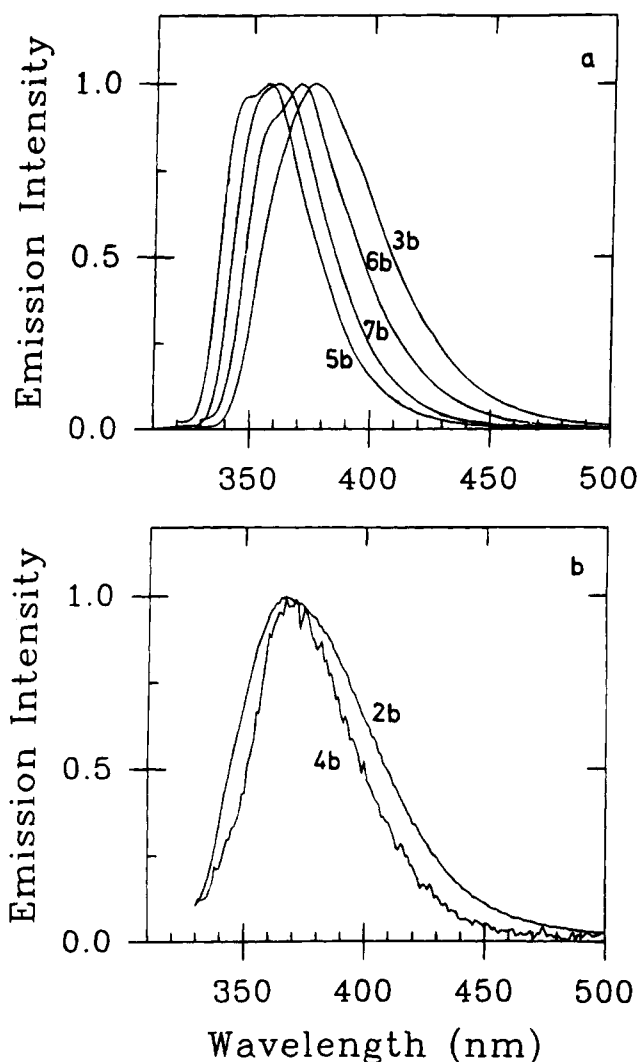 a
1.0
0.5
0.0
Emission Intensity
3b
6b
7b
5b
350
400
450
500
b
1.0
0.5
0.0
Emission Intensity
2b
4b
350
400
450
500
Wavelength (nm)